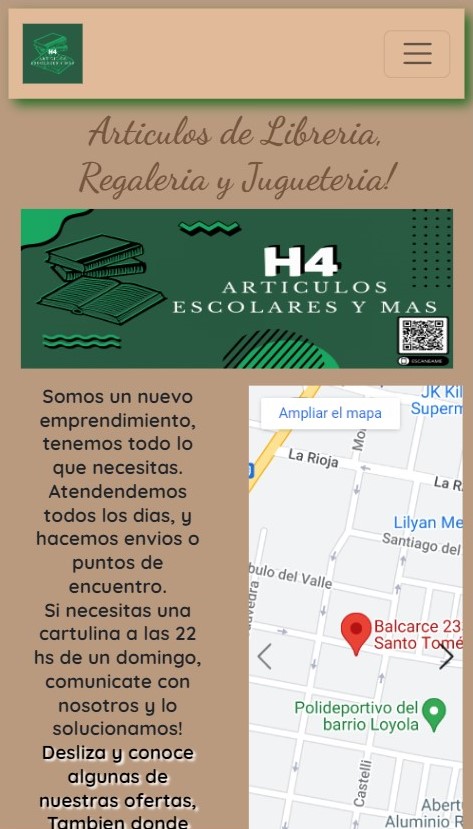 H4
ARTICULOS
ESCOLARES Y MAS
Articulos de Libreria,
Regaleria y Jugueteria!
H4
ARTICULOS
ESCOLARES Y MAS
ESCANEAME
Somos un nuevo
emprendimiento,
tenemos todo lo
que necesitas.
Atendendemos
todos los dias, y
hacemos envios o
puntos de
encuentro.
Si necesitas una
cartulina a las 22
hs de un domingo,
comunicate con
nosotros y lo
solucionamos!
Desliza y conoce
algunas de
nuestras ofertas,
Tambien donde
JK Kil
Superm
Ampliar el mapa
Mo
La Rioja
La R
Lilyan Me
Santiago del
bulo del Valle
avedra
Balcarce 23
Santo Tomé
Polideportivo del
barrio Loyola
Castelli
Abert
Aluminio R